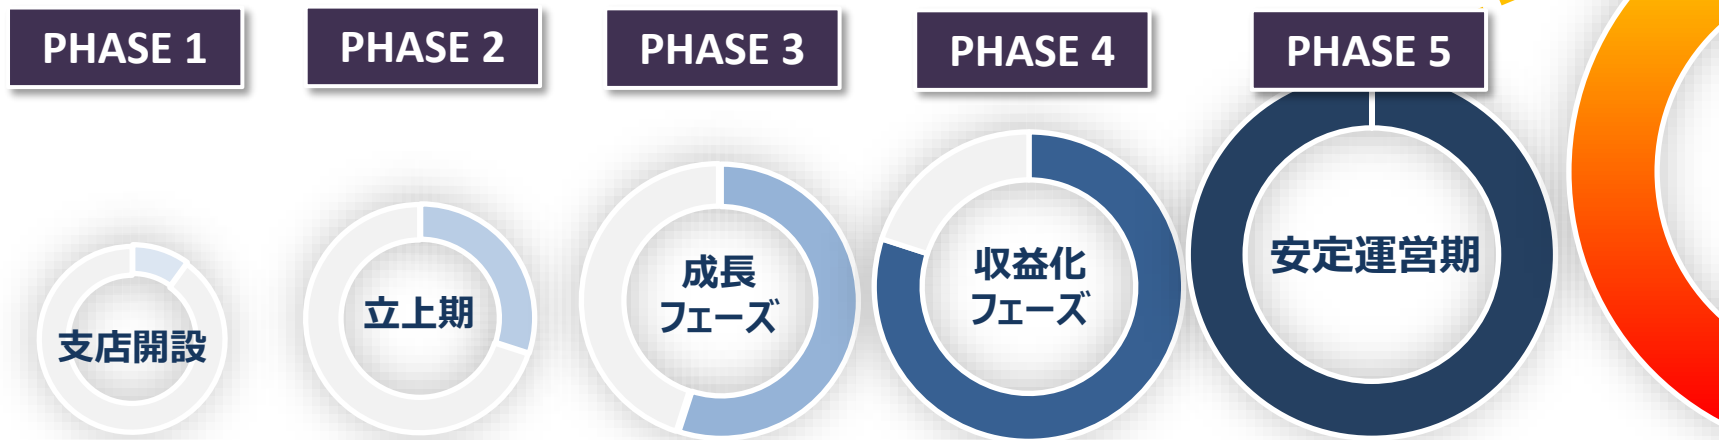 PHASE 1
PHASE 2
PHASE 3
PHASE 4
PHASE 5
支店開設
立上期
成長
フェーズ
収益化
フェーズ
安定運営期